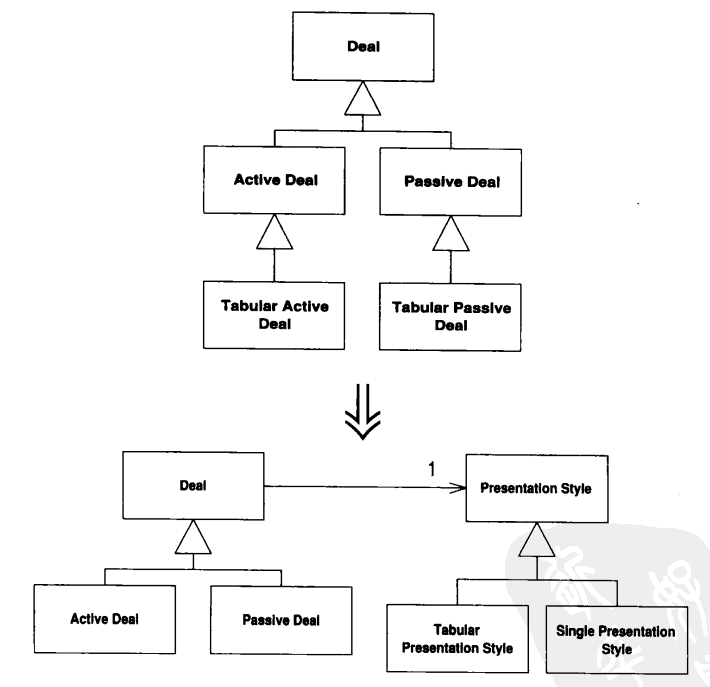 Deal
Active Deal
Passive Deal
Tabular Active
Deal
Tabular Passive
Deal
1
Deal
Presentation Style
Active Deal
Passive Deal
Tabular
Presentation Style
Single Presentation
Style